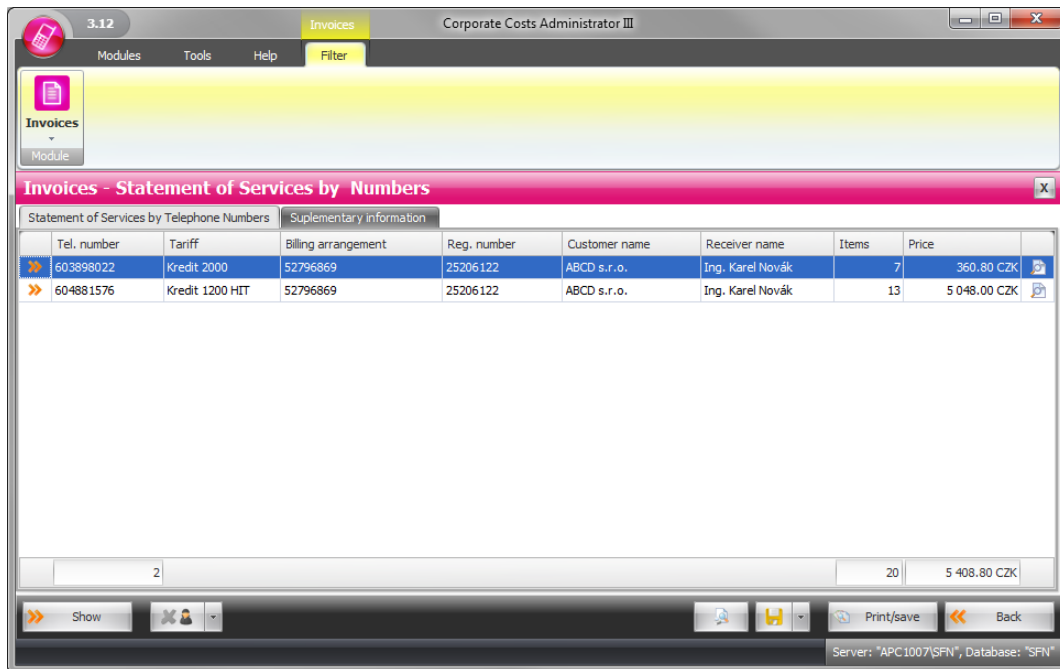 3.12 Invoices Corporate Costs Administrator III
Modules Tools Help Filter
Invoices
Module
Invoices - Statement of Services by Numbers X
Statement of Services by Telephone Numbers Suplementary information
Tel. number Tariff Billing arrangement Reg. number Customer name Receiver name Items Price
603898022 Kredit 2000 52796869 25206122 ABCD s.r.o. Ing. Karel Novák 7 360.80 CZK
604881576 Kredit 1200 HIT 52796869 25206122 ABCD s.r.o. Ing. Karel Novák 13 5 048.00 CZK
2 20 5 408.80 CZK
Show Print/save Back
Server: "APC1007\SFN", Database: "SFN"